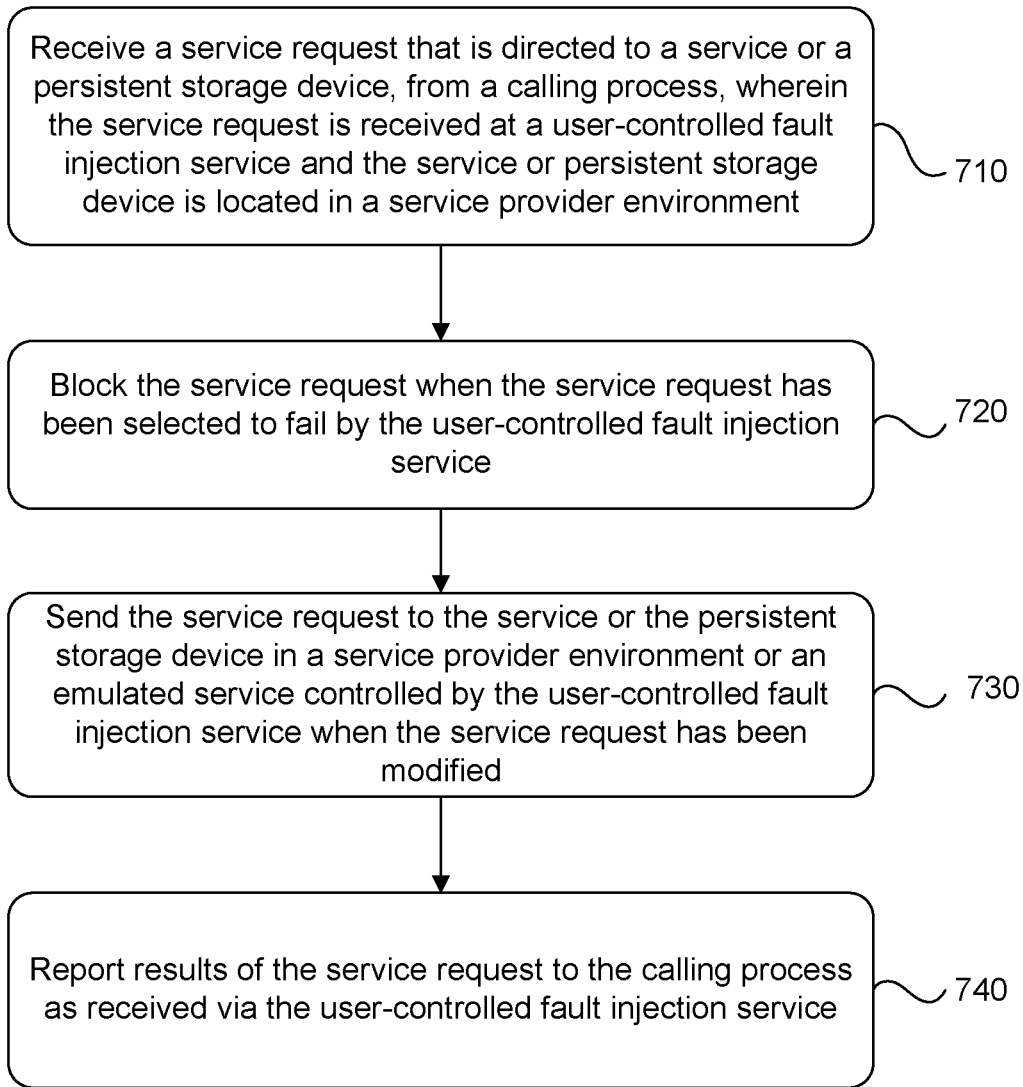 Receive a service request that is directed to a service or a
persistent storage device, from a calling process, wherein
the service request is received at a user-controlled fault
injection service and the service or persistent storage
device is located in a service provider environment
710
Block the service request when the service request has
been selected to fail by the user-controlled fault injection
service
720
Send the service request to the service or the persistent
storage device in a service provider environment or an
emulated service controlled by the user-controlled fault
injection service when the service request has been
modified
730
Report results of the service request to the calling process
as received via the user-controlled fault injection service
740